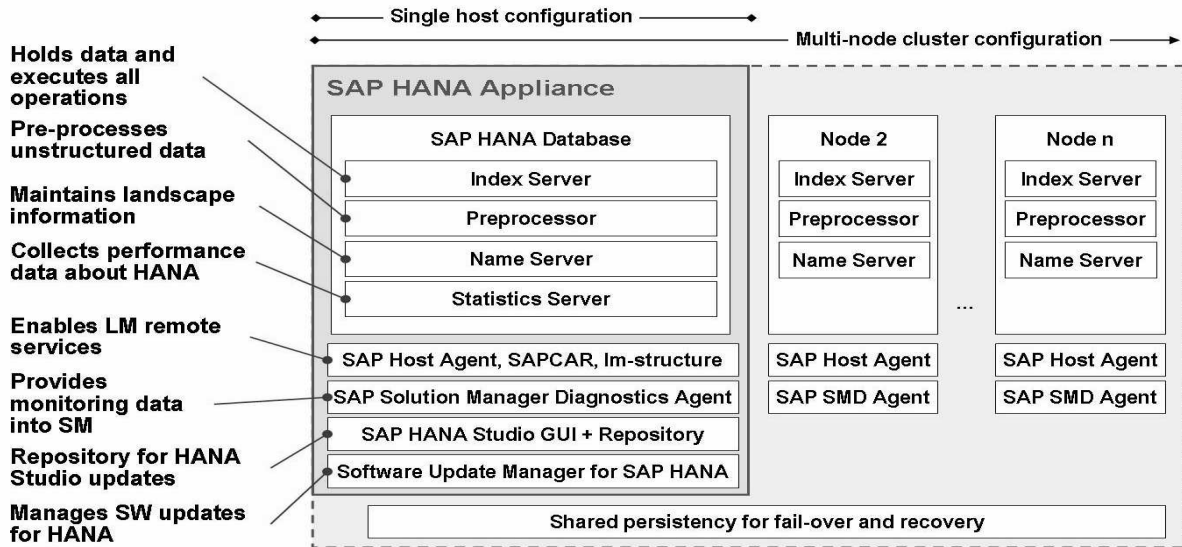 Single host configuration
Multi-node cluster configuration
Holds data and
executes all
operations
Pre-processes
unstructured data
Maintains landscape
information
Collects performance
data about HANA
Enables LM remote
services
Provides
monitoring data
into SM
Repository for HANA
Studio updates
Manages SW updates
for HANA
SAP HANA Appliance
SAP HANA Database
Index Server
Preprocessor
Name Server
Statistics Server
SAP Host Agent, SAPCAR, lm-structure
SAP Solution Manager Diagnostics Agent
SAP HANA Studio GUI + Repository
Software Update Manager for SAP HANA
Node 2
Index Server
Preprocessor
Name Server
SAP Host Agent
SAP SMD Agent
...
Node n
Index Server
Preprocessor
Name Server
SAP Host Agent
SAP SMD Agent
Shared persistency for fail-over and recovery